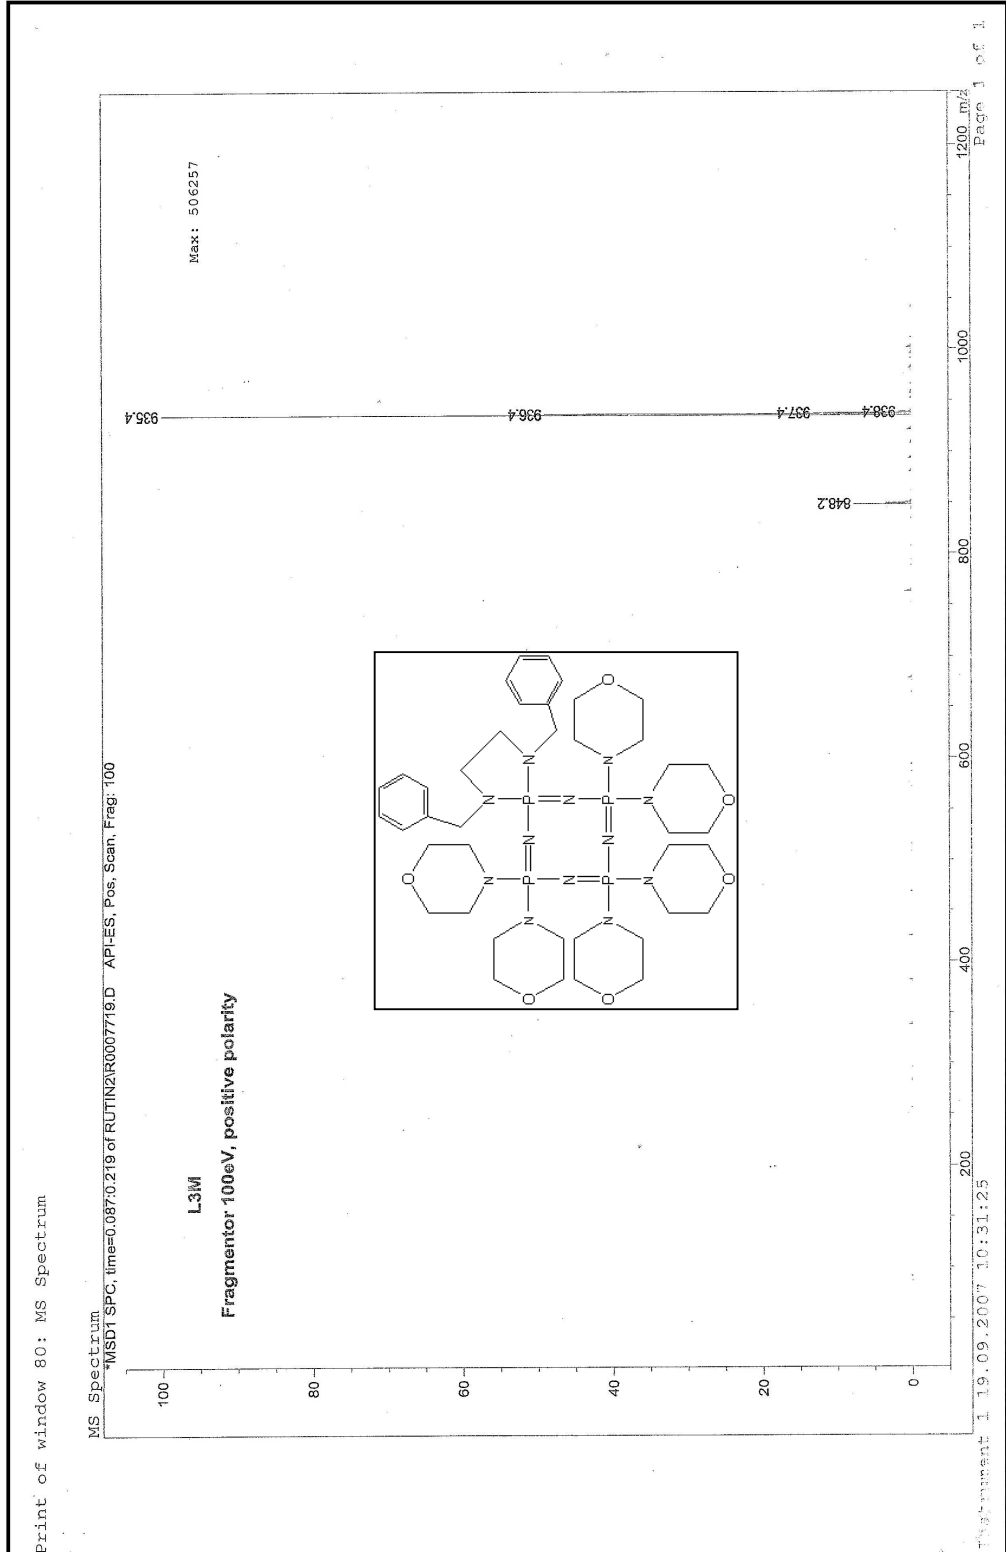 Print of window 80: MS Spectrum
MS Spectrum
*MSD1 SPC, time=0.087:0.219 of RUTIN2\R0007719.D API-ES, Pos, Scan, Frag: 100
100
80
60
40
20
0
L3M
Fragmentor 100eV, positive polarity
Max: 506257
935.4
936.4
937.4
938.4
848.2
O O
N N
N P N P N
N N
N P N P N
N N
O O O O
200 400 600 800 1000 1200 m/z
Instrument 1 19.09.2007 10:31:25
Page 1 of 1